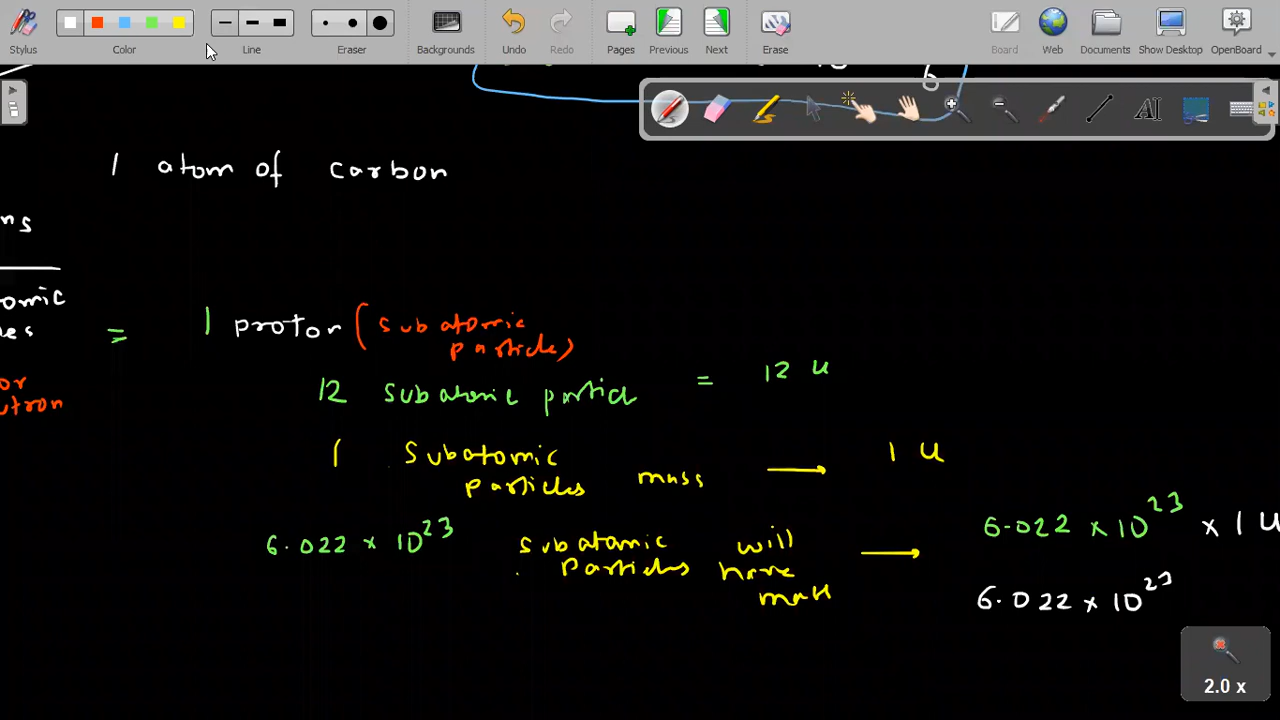 Stylus
Color
Line
Eraser
Backgrounds
Undo
Redo
Pages
Previous
Next
Erase
Board
Web
Documents
Show Desktop
OpenBoard
6
1 atom of carbon
ns
omic
es
or
utron
= 1 proton (subatomic
particle)
12 subatomic particl = 12 u
1 Subatomic
particles mass → 1 u
6.022 × 10²³ subatomic will → 6.022 × 10²³ × 1 u
Particles have
mass
6.022 × 10²³
2.0 x